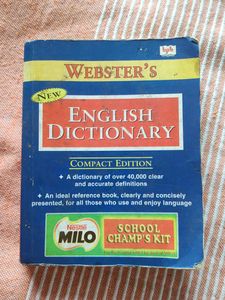 WEBSTER'S
NEW
ENGLISH
DICTIONARY
COMPACT EDITION
A dictionary of over 40,000 clear
and accurate definitions
An ideal reference book, clearly and concisely
presented, for all those who use and enjoy language
Nestlé
MILO
SCHOOL
CHAMP'S KIT